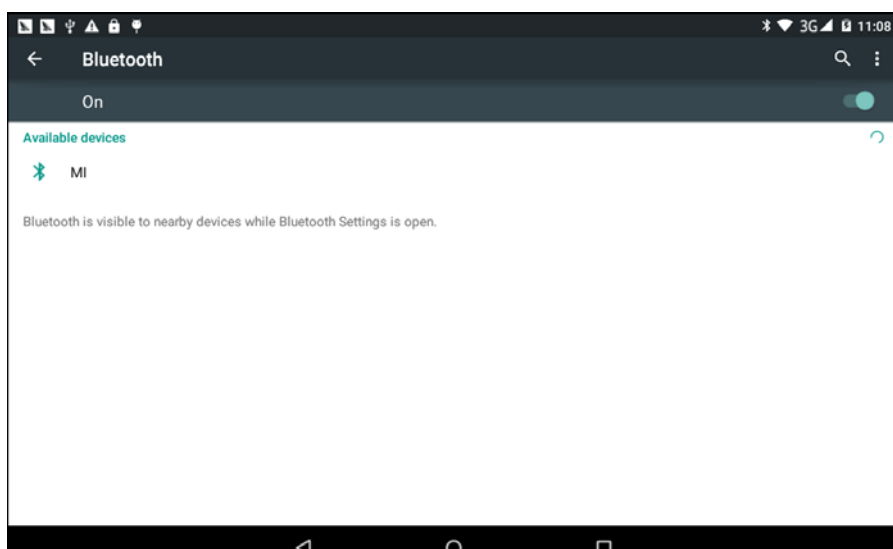 3G 11:08
Bluetooth
On
Available devices
MI
Bluetooth is visible to nearby devices while Bluetooth Settings is open.